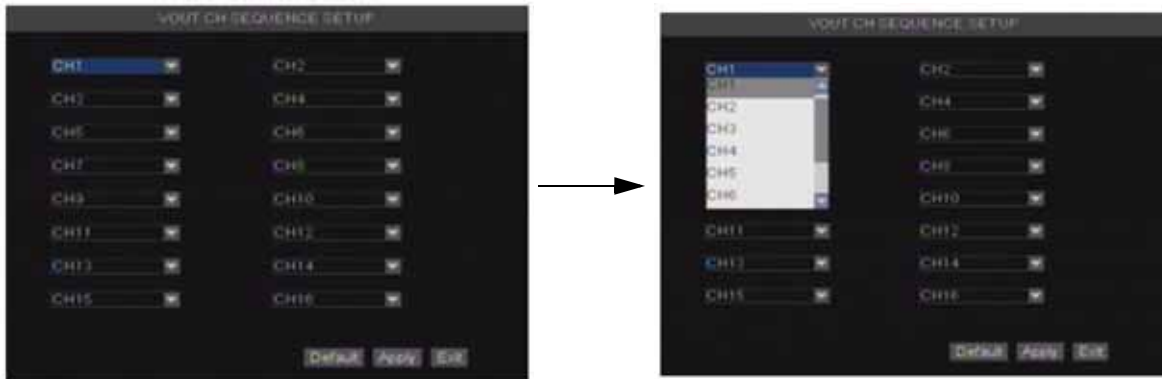 VOUT CH SEQUENCE SETUP
CH1 CH2
CH3 CH4
CH5 CH6
CH7 CH8
CH9 CH10
CH11 CH12
CH13 CH14
CH15 CH16
Default Apply Exit
VOUT CH SEQUENCE SETUP
CH1 CH2
CH1
CH2 CH4
CH3 CH6
CH4 CH8
CH5
CH6 CH10
CH11 CH12
CH13 CH14
CH15 CH16
Default Apply Exit